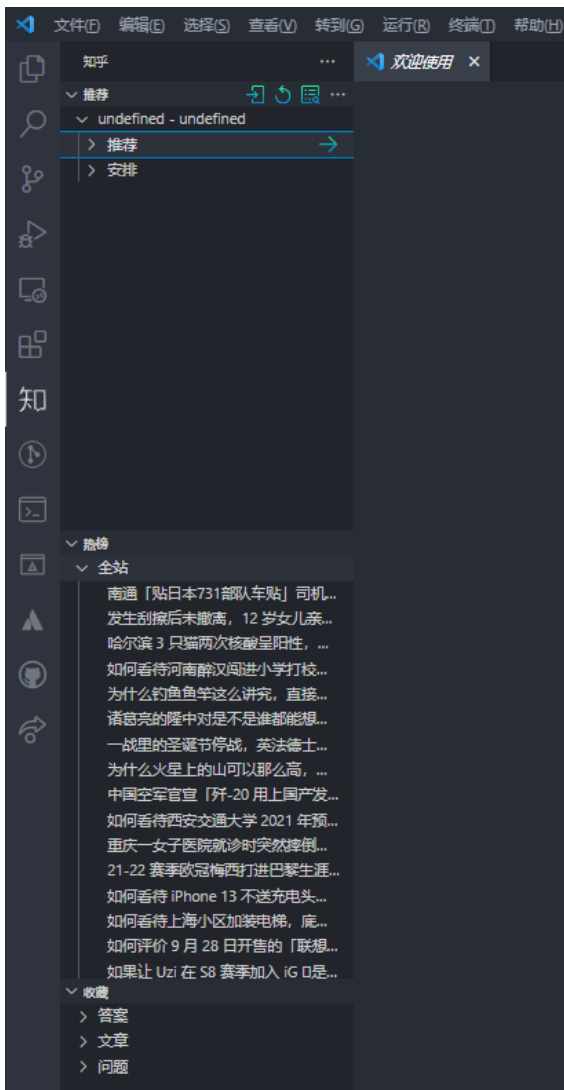 文件(F) 编辑(E) 选择(S) 查看(V) 转到(G) 运行(R) 终端(T) 帮助(H)
知乎 ... 欢迎使用
推荐 ...
undefined - undefined
推荐
安排
知
热榜
全站
南通「贴日本731部队车贴」司机...
发生刮擦后未撤离，12 岁女儿亲...
哈尔滨 3 只猫两次核酸呈阳性，...
如何看待河南醉汉闯进小学打校...
为什么钓鱼鱼竿这么讲究，直接...
诸葛亮的隆中对是不是谁都能想...
一战里的圣诞节停战，英法德士...
为什么火星上的山可以那么高，...
中国空军官宣「歼-20 用上国产发...
如何看待西安交通大学 2021 年预...
重庆一女子医院就诊时突然摔倒...
21-22 赛季欧冠梅西打进巴黎生涯...
如何看待 iPhone 13 不送充电头...
如何看待上海小区加装电梯，底...
如何评价 9 月 28 日开售的「联想...
如果让 Uzi 在 S8 赛季加入 iG 是...
收藏
答案
文章
问题